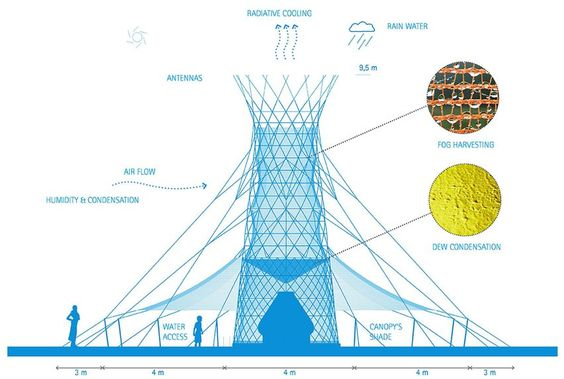 RADIATIVE COOLING
RAIN WATER
9,5 m
ANTENNAS
FOG HARVESTING
AIR FLOW
HUMIDITY & CONDENSATION
DEW CONDENSATION
WATER
ACCESS
CANOPY'S
SHADE
3 m
4 m
4 m
4 m
3 m